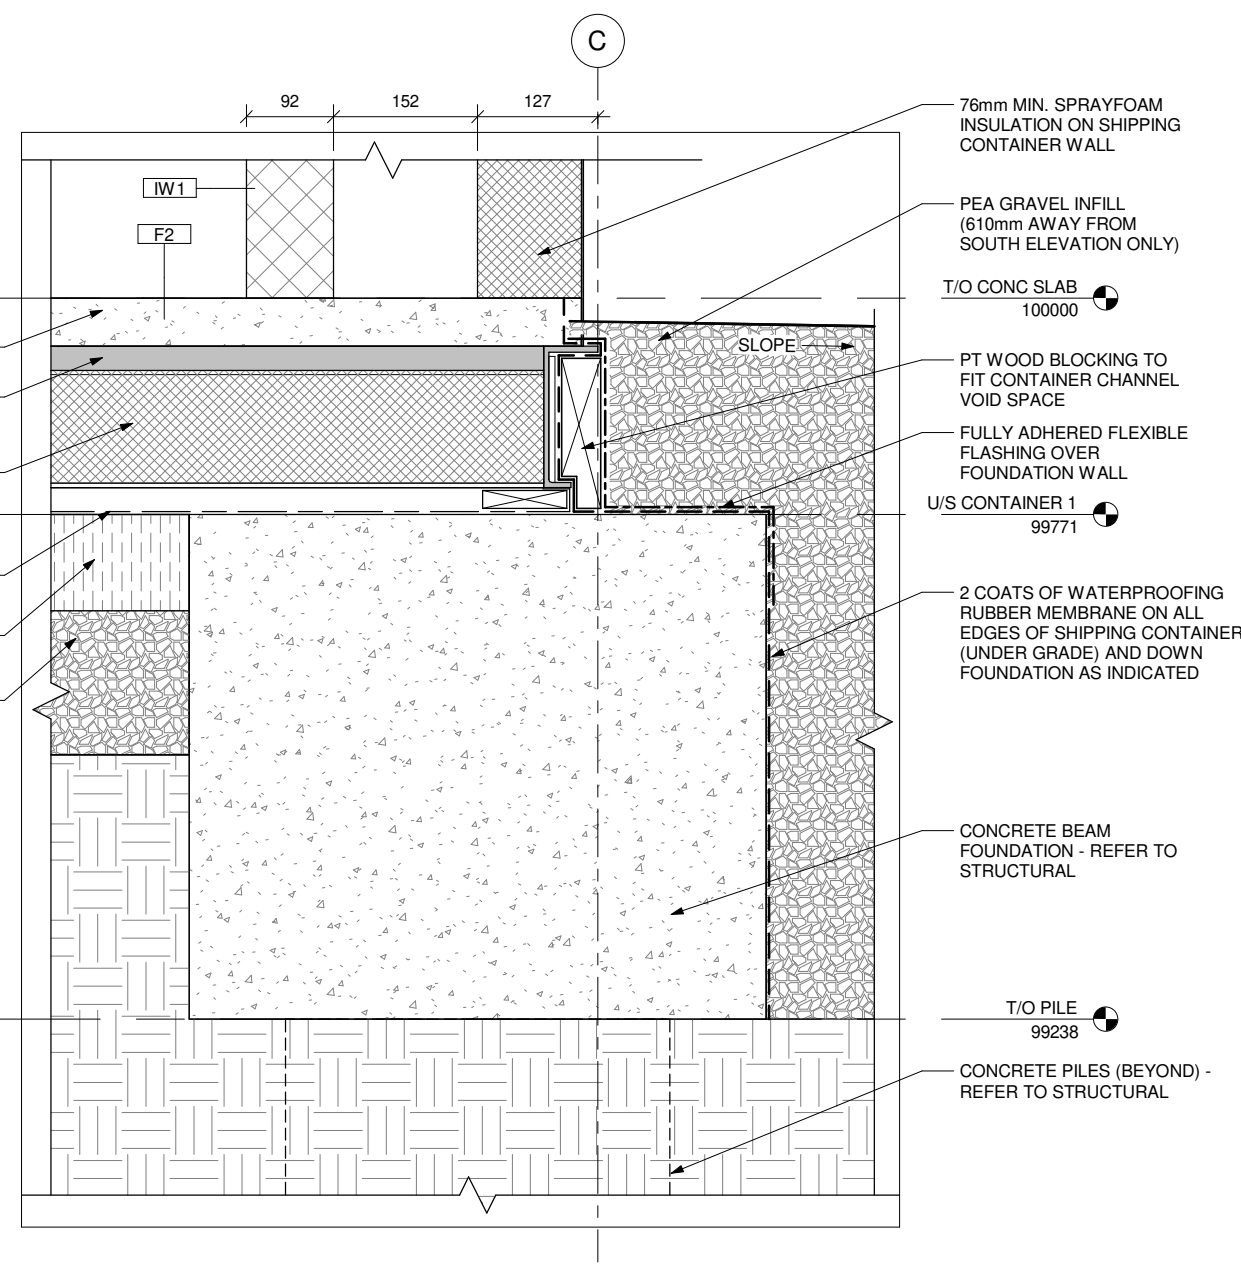 C
92
152
127
IW1
F2
76mm MIN. SPRAYFOAM
INSULATION ON SHIPPING
CONTAINER WALL
PEA GRAVEL INFILL
(610mm AWAY FROM
SOUTH ELEVATION ONLY)
T/O CONC SLAB
100000
SLOPE
PT WOOD BLOCKING TO
FIT CONTAINER CHANNEL
VOID SPACE
FULLY ADHERED FLEXIBLE
FLASHING OVER
FOUNDATION WALL
U/S CONTAINER 1
99771
2 COATS OF WATERPROOFING
RUBBER MEMBRANE ON ALL
EDGES OF SHIPPING CONTAINER
(UNDER GRADE) AND DOWN
FOUNDATION AS INDICATED
CONCRETE BEAM
FOUNDATION - REFER TO
STRUCTURAL
T/O PILE
99238
CONCRETE PILES (BEYOND) -
REFER TO STRUCTURAL